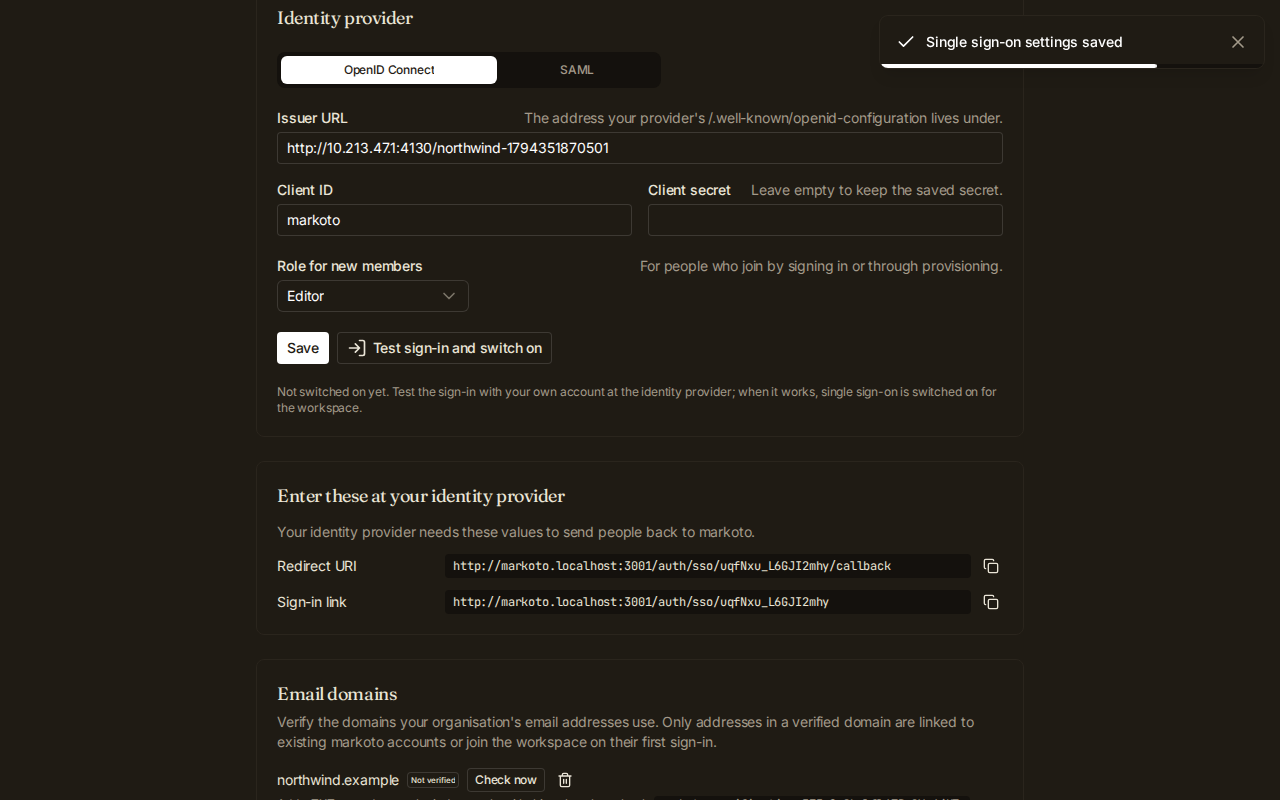 Identity provider
Single sign-on settings saved
OpenID Connect
SAML
Issuer URL
The address your provider's /.well-known/openid-configuration lives under.
http://10.213.47.1:4130/northwind-1794351870501
Client ID
Client secret
Leave empty to keep the saved secret.
markoto
Role for new members
For people who join by signing in or through provisioning.
Editor
Save
Test sign-in and switch on
Not switched on yet. Test the sign-in with your own account at the identity provider; when it works, single sign-on is switched on for
the workspace.
Enter these at your identity provider
Your identity provider needs these values to send people back to markoto.
Redirect URI
http://markoto.localhost:3001/auth/sso/uqfNxu_L6GJI2mhy/callback
Sign-in link
http://markoto.localhost:3001/auth/sso/uqfNxu_L6GJI2mhy
Email domains
Verify the domains your organisation's email addresses use. Only addresses in a verified domain are linked to
existing markoto accounts or join the workspace on their first sign-in.
northwind.example
Not verified
Check now